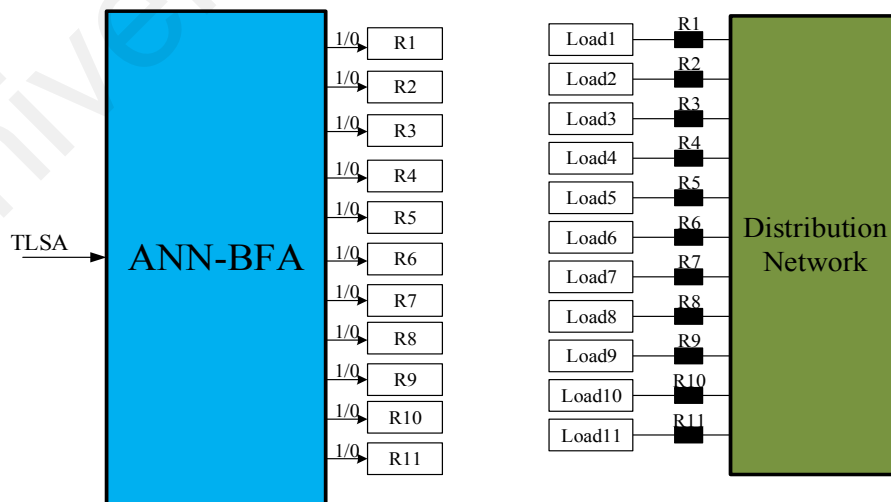 TLSA
ANN-BFA
1/0 R1
1/0 R2
1/0 R3
1/0 R4
1/0 R5
1/0 R6
1/0 R7
1/0 R8
1/0 R9
1/0 R10
1/0 R11
Load1 R1
Load2 R2
Load3 R3
Load4 R4
Load5 R5
Load6 R6
Load7 R7
Load8 R8
Load9 R9
Load10 R10
Load11 R11
Distribution
Network